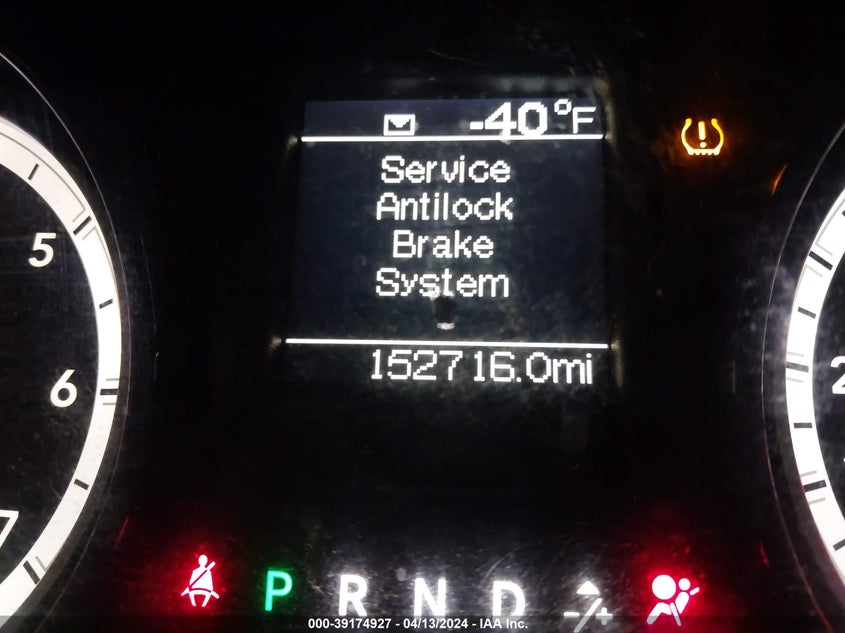 -40°F
Service
Antilock
Brake
System
152716.0mi
5
6
P R N D -/+
000-39174927 - 04/13/2024 - IAA Inc.